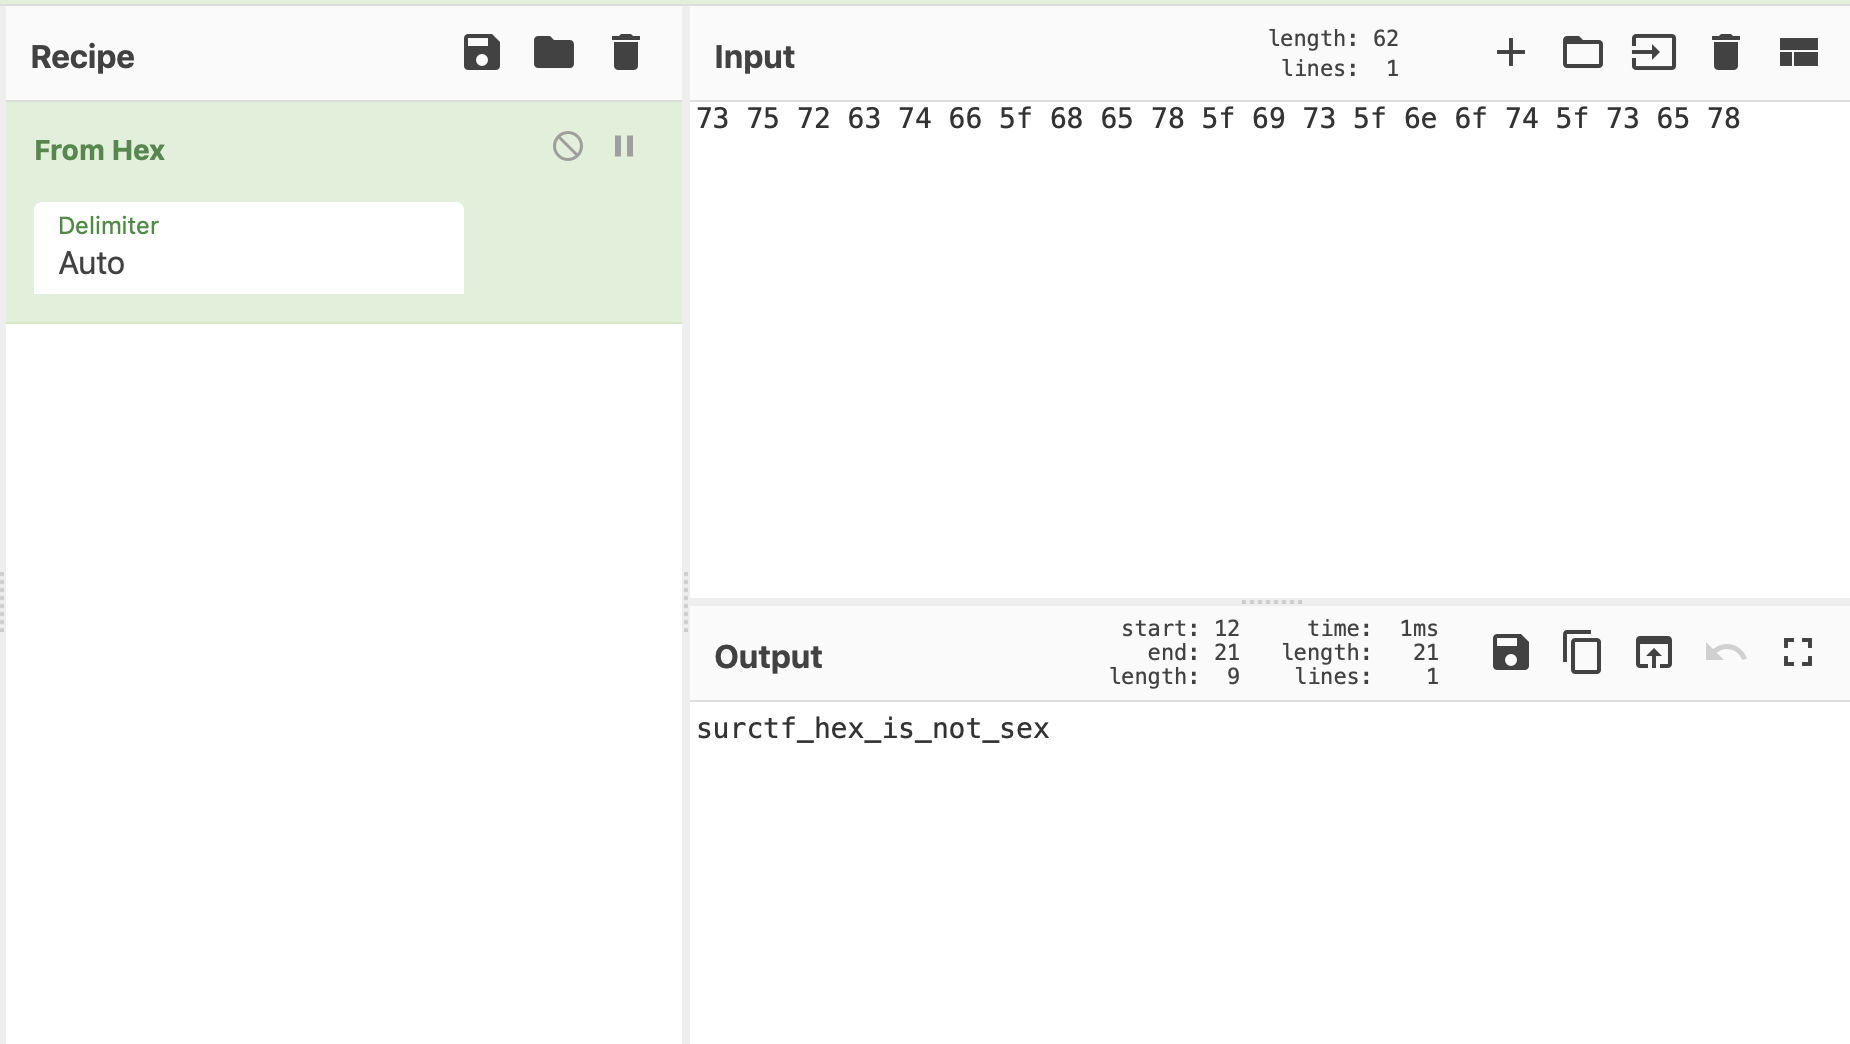 Recipe
From Hex
Delimiter
Auto
Input
length: 62
lines: 1
73 75 72 63 74 66 5f 68 65 78 5f 69 73 5f 6e 6f 74 5f 73 65 78
Output
start: 12 time: 1ms
end: 21 length: 21
length: 9 lines: 1
surctf_hex_is_not_sex